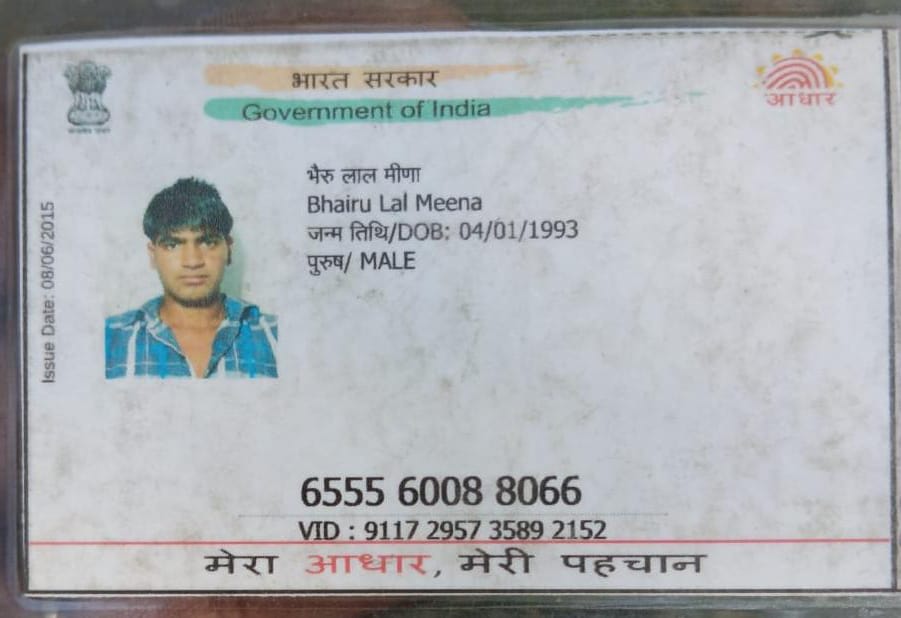 भारत सरकार
Government of India
आधार
Issue Date: 08/06/2015
भैरु लाल मीणा
Bhairu Lal Meena
जन्म तिथि/DOB: 04/01/1993
पुरुष/ MALE
6555 6008 8066
VID : 9117 2957 3589 2152
मेरा आधार, मेरी पहचान